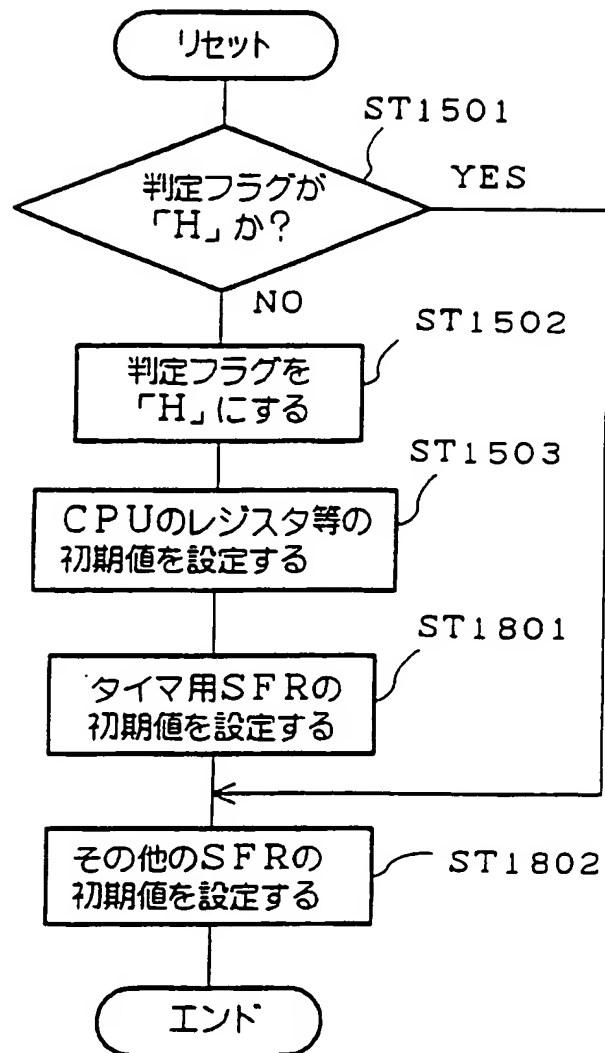 リセット
ST1501
判定フラグが
「H」か?
YES
NO
ST1502
判定フラグを
「H」にする
ST1503
CPUのレジスタ等の
初期値を設定する
ST1801
タイマ用SFRの
初期値を設定する
その他のSFRの
初期値を設定する
ST1802
エンド